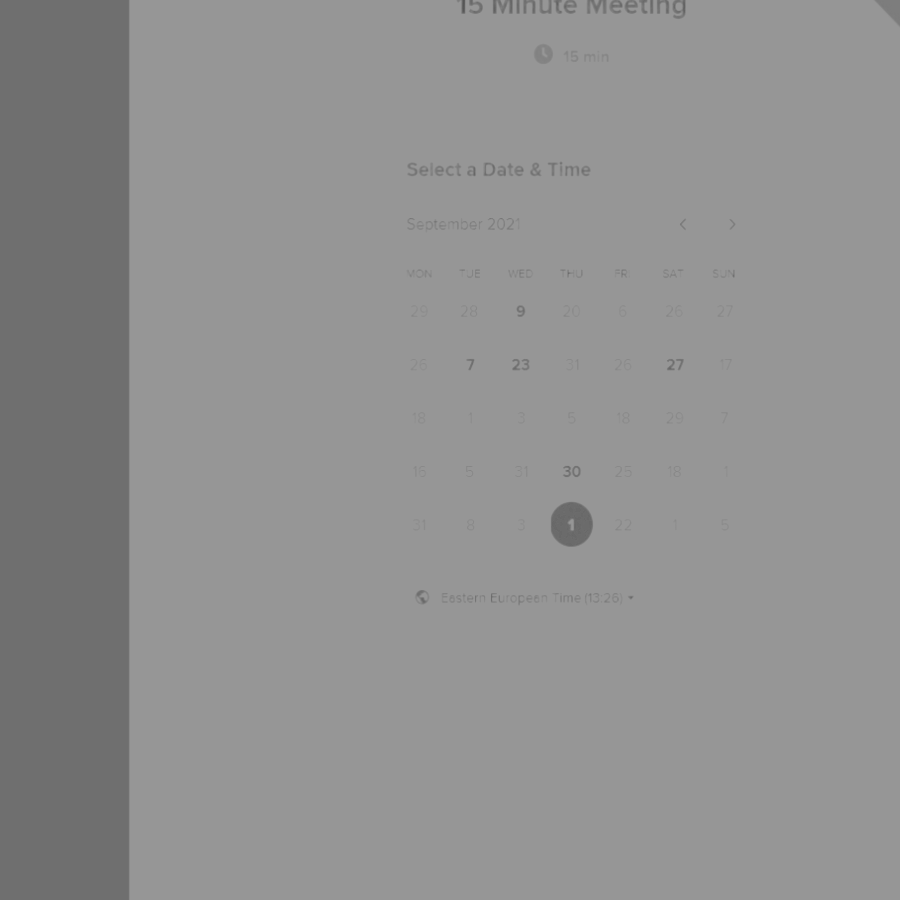 15 Minute Meeting
15 min
Select a Date & Time
September 2021
MON TUE WED THU FRI SAT SUN
29 28 9 20 6 26 27
26 7 23 31 26 27 17
18 1 3 5 18 29 7
15 5 31 30 25 18 1
31 8 3 1 22 1 5
Eastern European Time (13:26)